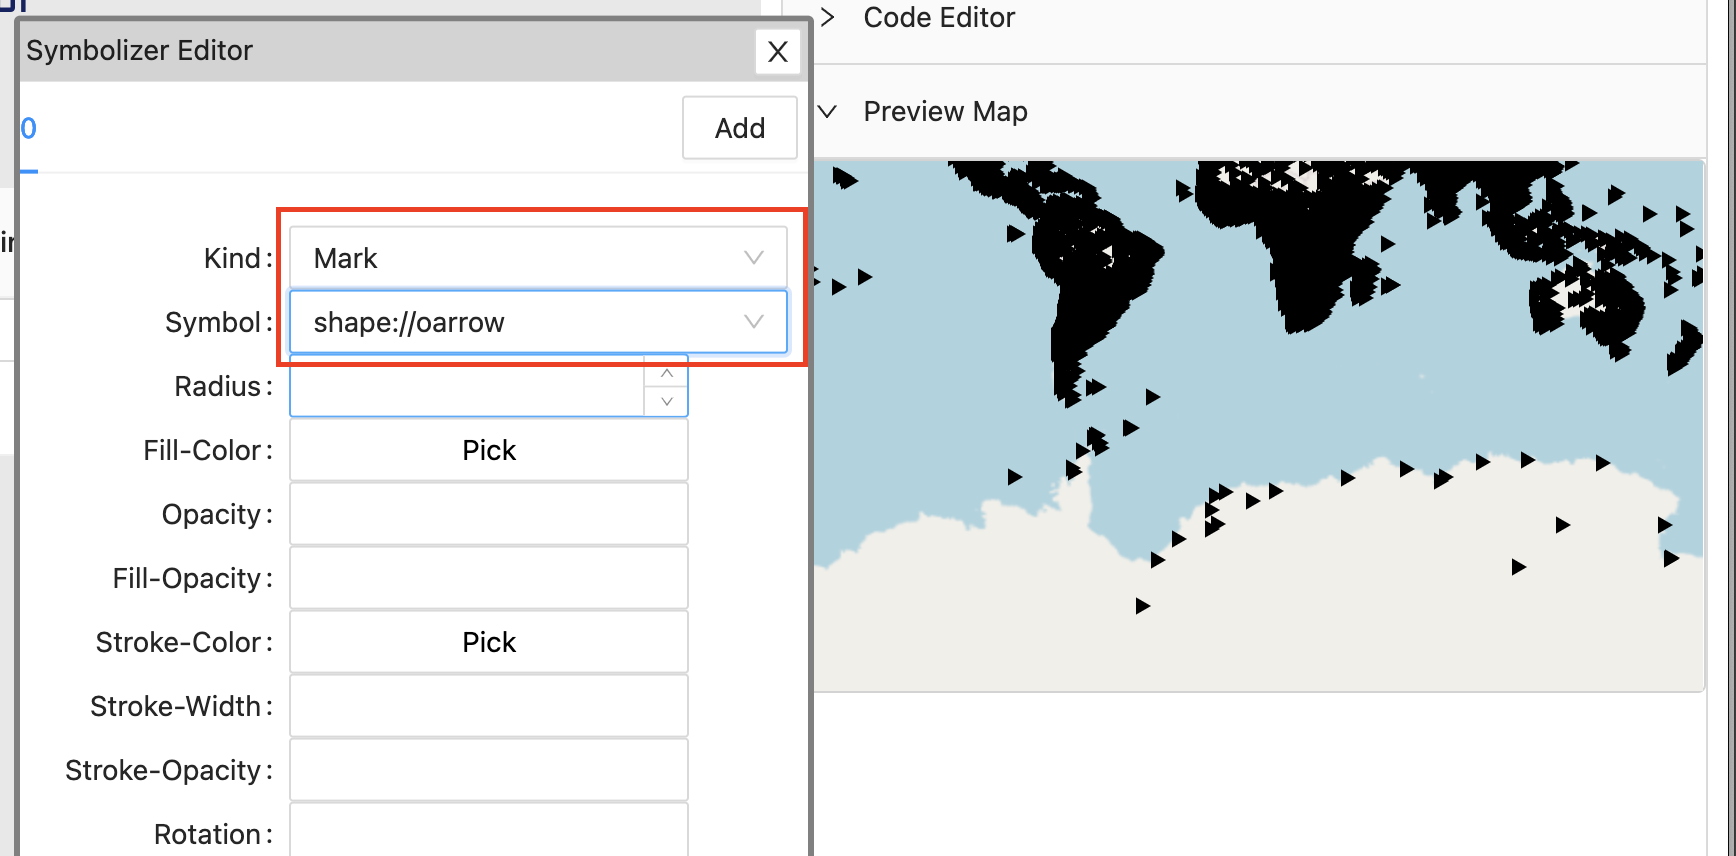 Symbolizer Editor
X
0
Add
Kind :
Mark
Symbol :
shape://oarrow
Radius :
Fill-Color :
Pick
Opacity :
Fill-Opacity :
Stroke-Color :
Pick
Stroke-Width :
Stroke-Opacity :
Rotation :
Code Editor
Preview Map